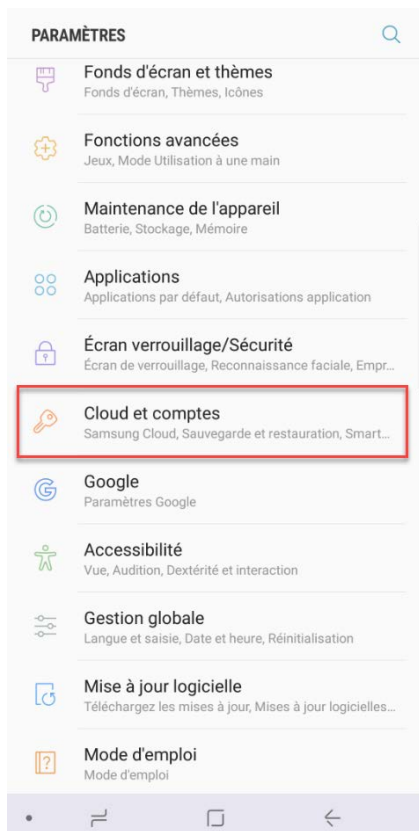 PARAMÈTRES
Fonds d'écran et thèmes
Fonds d'écran, Thèmes, Icônes
Fonctions avancées
Jeux, Mode Utilisation à une main
Maintenance de l'appareil
Batterie, Stockage, Mémoire
Applications
Applications par défaut, Autorisations application
Écran verrouillage/Sécurité
Écran de verrouillage, Reconnaissance faciale, Empr...
Cloud et comptes
Samsung Cloud, Sauvegarde et restauration, Smart...
Google
Paramètres Google
Accessibilité
Vue, Audition, Dextérité et interaction
Gestion globale
Langue et saisie, Date et heure, Réinitialisation
Mise à jour logicielle
Téléchargez les mises à jour, Mises à jour logicielles...
Mode d'emploi
Mode d'emploi